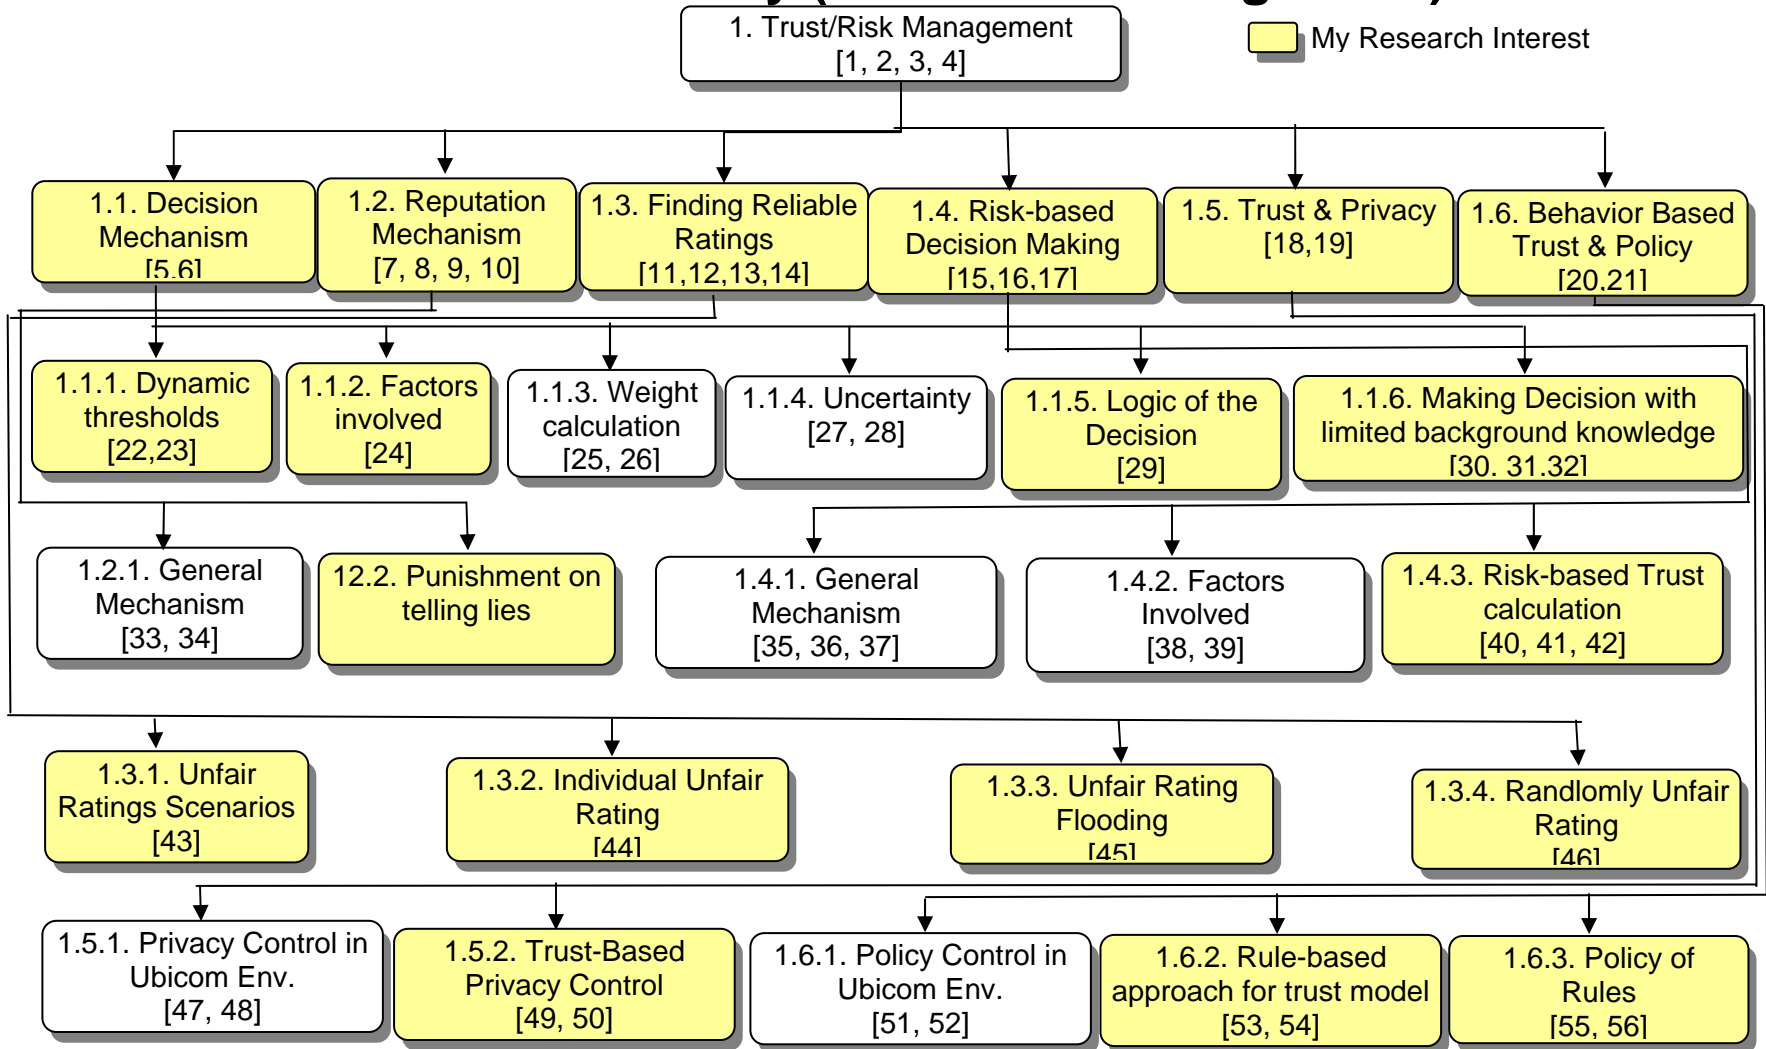 1. Trust/Risk Management
[1, 2, 3, 4]
My Research Interest
1.1. Decision
Mechanism
[5,6]
1.2. Reputation
Mechanism
[7, 8, 9, 10]
1.3. Finding Reliable
Ratings
[11,12,13,14]
1.4. Risk-based
Decision Making
[15,16,17]
1.5. Trust & Privacy
[18,19]
1.6. Behavior Based
Trust & Policy
[20,21]
1.1.1. Dynamic
thresholds
[22,23]
1.1.2. Factors
involved
[24]
1.1.3. Weight
calculation
[25, 26]
1.1.4. Uncertainty
[27, 28]
1.1.5. Logic of the
Decision
[29]
1.1.6. Making Decision with
limited background knowledge
[30, 31,32]
1.2.1. General
Mechanism
[33, 34]
12.2. Punishment on
telling lies
1.4.1. General
Mechanism
[35, 36, 37]
1.4.2. Factors
Involved
[38, 39]
1.4.3. Risk-based Trust
calculation
[40, 41, 42]
1.3.1. Unfair
Ratings Scenarios
[43]
1.3.2. Individual Unfair
Rating
[44]
1.3.3. Unfair Rating
Flooding
[45]
1.3.4. Randlomly Unfair
Rating
[46]
1.5.1. Privacy Control in
Ubicom Env.
[47, 48]
1.5.2. Trust-Based
Privacy Control
[49, 50]
1.6.1. Policy Control in
Ubicom Env.
[51, 52]
1.6.2. Rule-based
approach for trust model
[53, 54]
1.6.3. Policy of
Rules
[55, 56]